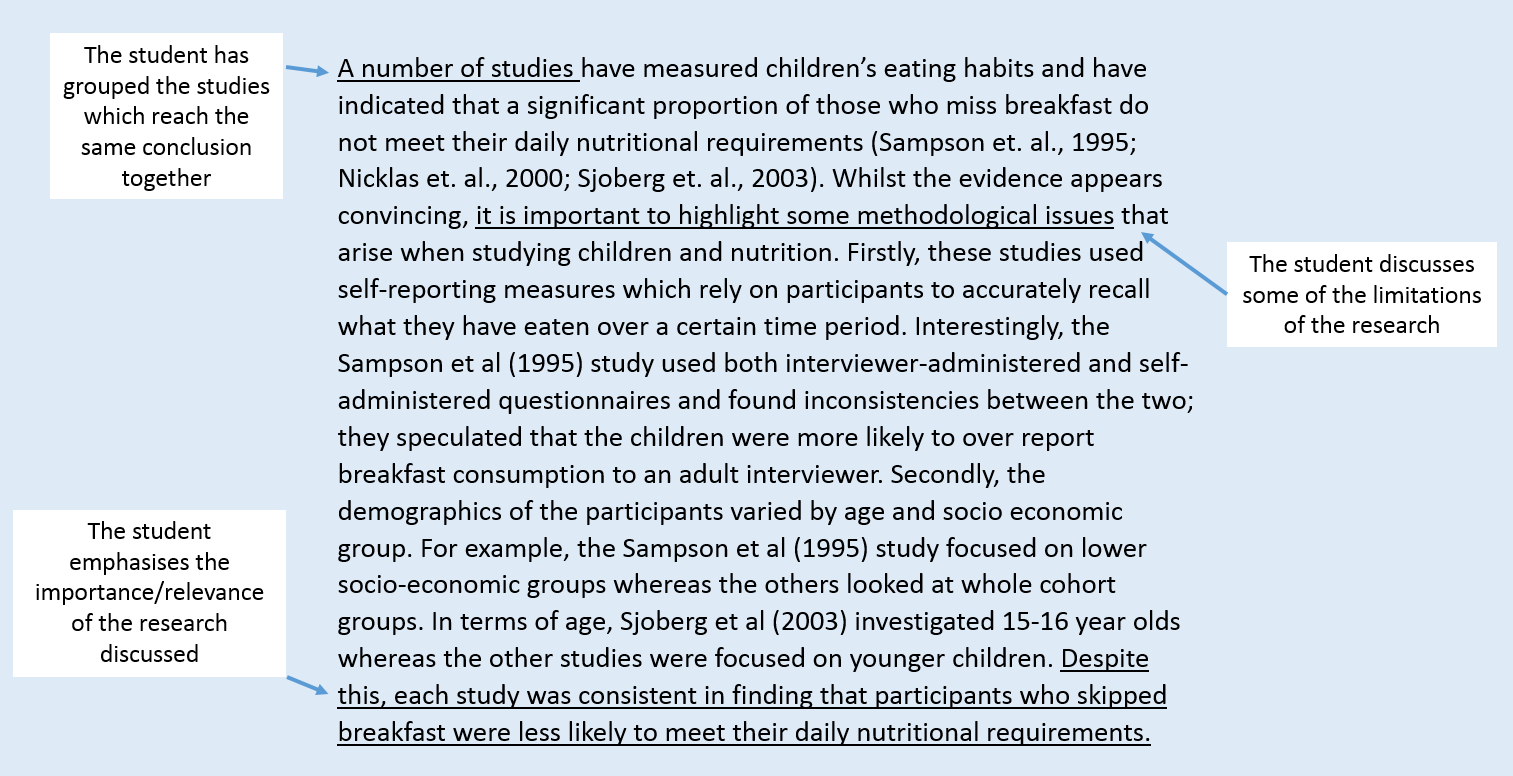 The student has
grouped the studies
which reach the
same conclusion
together
A number of studies have measured children’s eating habits and have
indicated that a significant proportion of those who miss breakfast do
not meet their daily nutritional requirements (Sampson et. al., 1995;
Nicklas et. al., 2000; Sjoberg et. al., 2003). Whilst the evidence appears
convincing, it is important to highlight some methodological issues that
arise when studying children and nutrition. Firstly, these studies used
self-reporting measures which rely on participants to accurately recall
what they have eaten over a certain time period. Interestingly, the
Sampson et al (1995) study used both interviewer-administered and self-
administered questionnaires and found inconsistencies between the two;
they speculated that the children were more likely to over report
breakfast consumption to an adult interviewer. Secondly, the
demographics of the participants varied by age and socio economic
group. For example, the Sampson et al (1995) study focused on lower
socio-economic groups whereas the others looked at whole cohort
groups. In terms of age, Sjoberg et al (2003) investigated 15-16 year olds
whereas the other studies were focused on younger children. Despite
this, each study was consistent in finding that participants who skipped
breakfast were less likely to meet their daily nutritional requirements.
The student discusses
some of the limitations
of the research
The student
emphasises the
importance/relevance
of the research
discussed